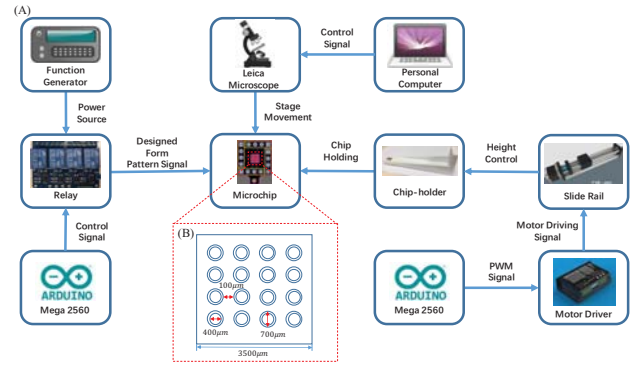 (A)
Function
Generator
Power
Source
Relay
Control
Signal
ARDUINO
Mega 2560
Designed
Form
Pattern Signal
Leica
Microscope
Control
Signal
Personal
Computer
Stage
Movement
Microchip
Chip
Holding
Chip-holder
Height
Control
Slide Rail
Motor Driving
Signal
ARDUINO
Mega 2560
PWM
Signal
Motor Driver
(B)
100μm
400μm
700μm
3500μm